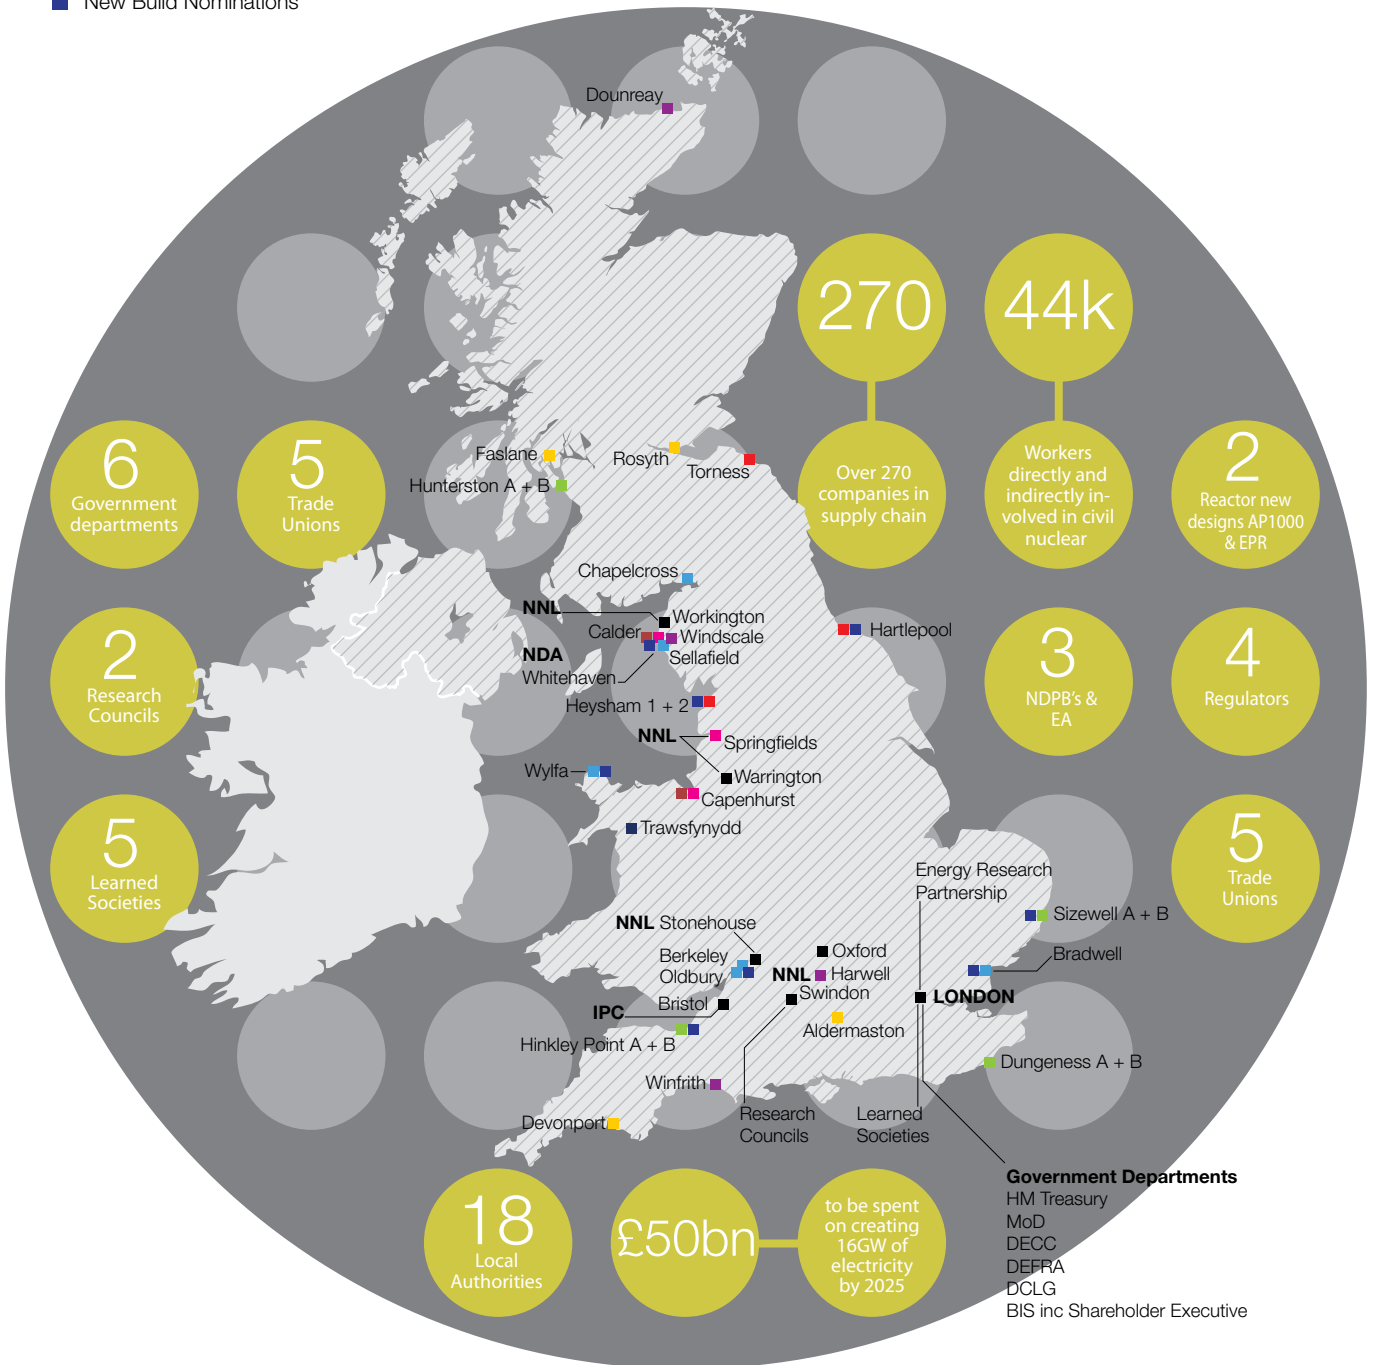 New Build Nominations
Dounreay
270
44k
6
Government
departments
5
Trade
Unions
Faslane
Hunterston A + B
Rosyth
Torness
Over 270
companies in
supply chain
Workers
directly and
indirectly in-
volved in civil
nuclear
2
Reactor new
designs AP1000
& EPR
Chapelcross
NNL
Workington
Calder
Windscale
NDA
Sellafield
Whitehaven
Hartlepool
2
Research
Councils
3
NDPB's &
EA
4
Regulators
Heysham 1 + 2
NNL
Springfields
Wylfa
Warrington
Capenhurst
Trawsfynydd
5
Learned
Societies
Energy Research
Partnership
5
Trade
Unions
Sizewell A + B
NNL Stonehouse
Berkeley
Oldbury
Oxford
NNL Harwell
Bradwell
Swindon
LONDON
IPC
Bristol
Aldermaston
Hinkley Point A + B
Dungeness A + B
Winfrith
Devonport
Research
Councils
Learned
Societies
Government Departments
HM Treasury
MoD
DECC
DEFRA
DCLG
BIS inc Shareholder Executive
18
Local
Authorities
£50bn
to be spent
on creating
16GW of
electricity
by 2025